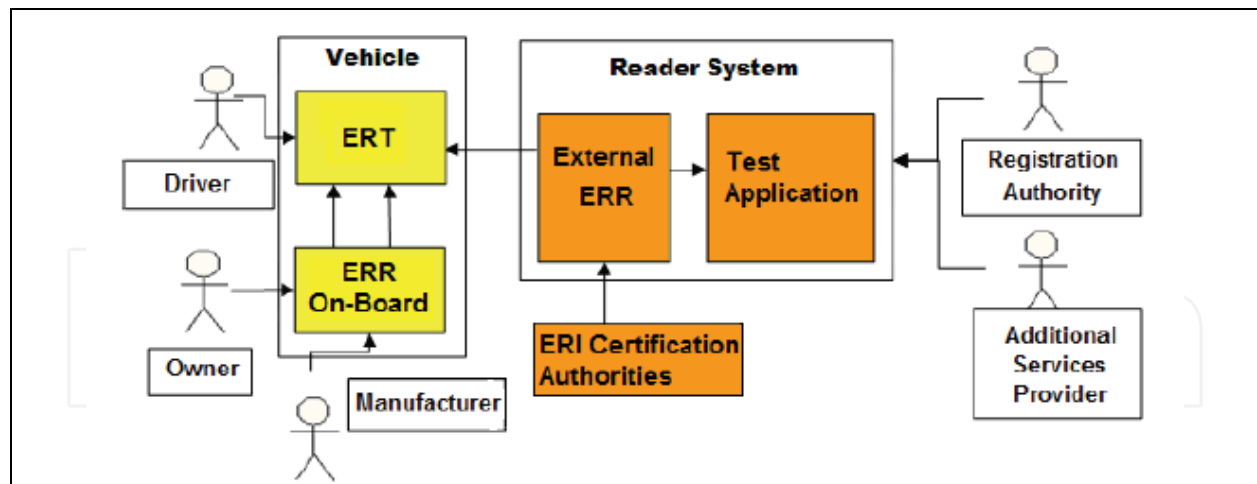 Vehicle
ERT
ERR
On-Board
Driver
Owner
Manufacturer
Reader System
External
ERR
Test
Application
ERI Certification
Authorities
Registration
Authority
Additional
Services
Provider